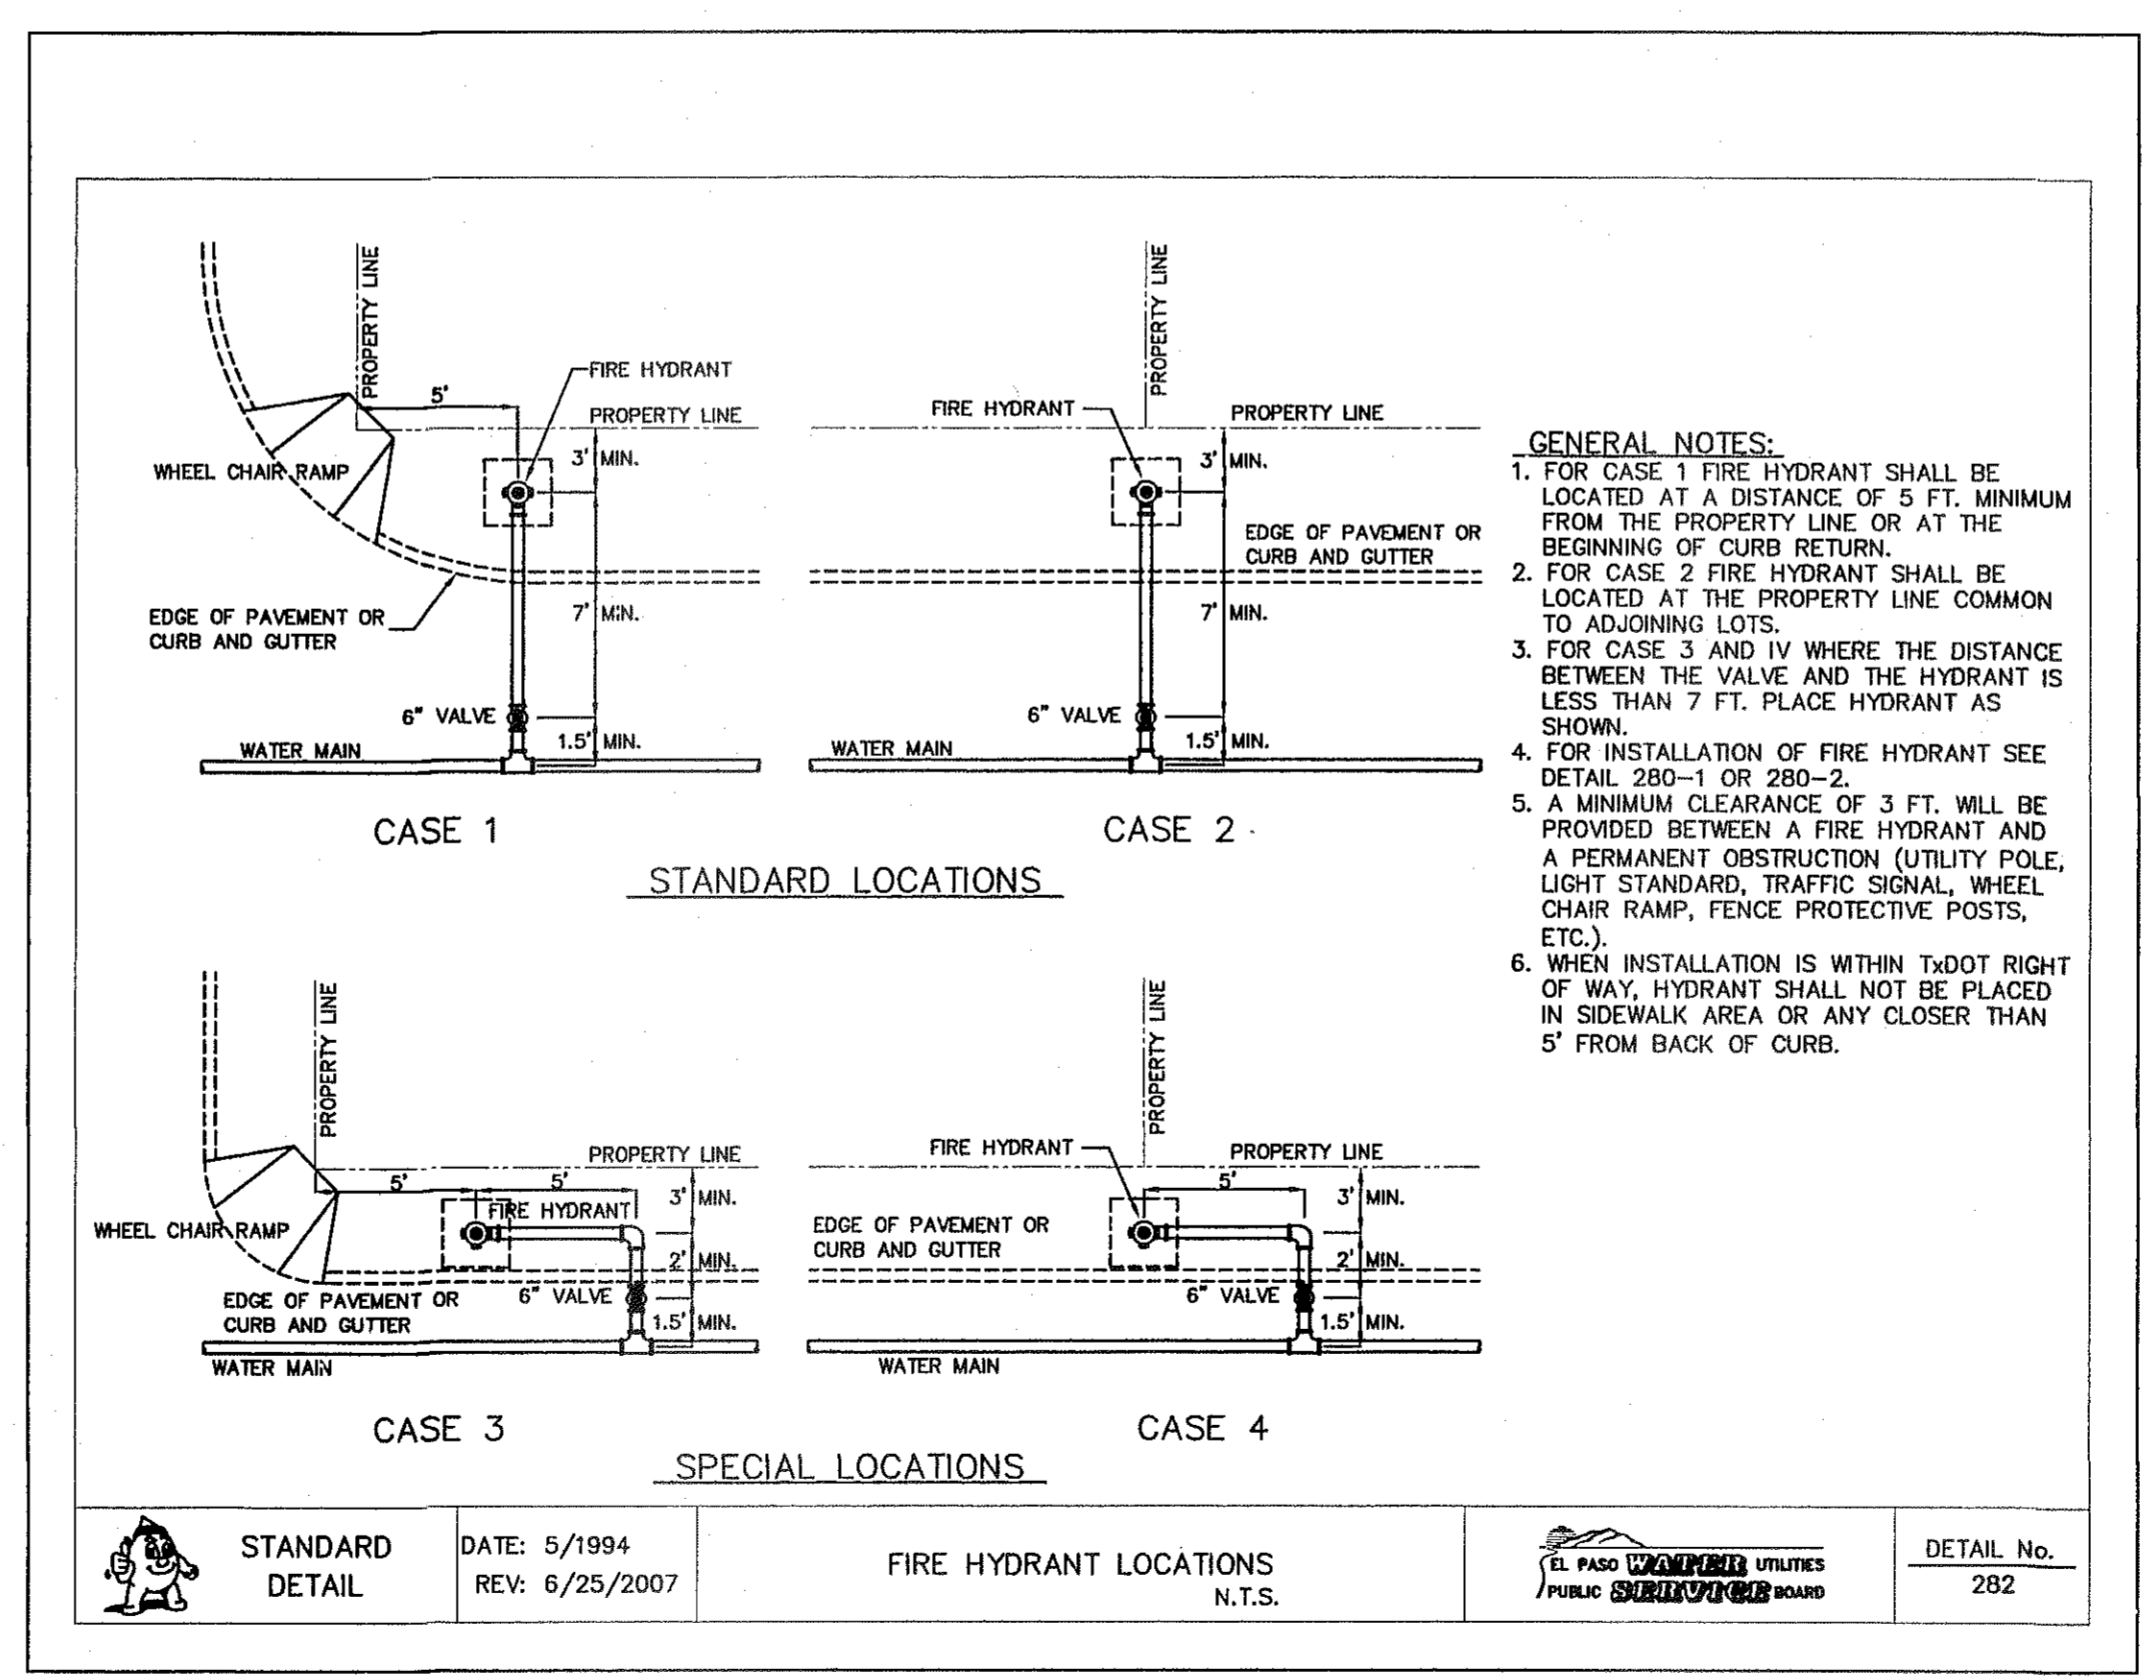 PROPERTY LINE
5'
FIRE HYDRANT
PROPERTY LINE
3' MIN.
WHEEL CHAIR RAMP
EDGE OF PAVEMENT OR
CURB AND GUTTER
7' MIN.
6" VALVE
1.5' MIN.
WATER MAIN
CASE 1
PROPERTY LINE
FIRE HYDRANT
PROPERTY LINE
3' MIN.
EDGE OF PAVEMENT OR
CURB AND GUTTER
7' MIN.
6" VALVE
1.5' MIN.
WATER MAIN
CASE 2
STANDARD LOCATIONS
PROPERTY LINE
PROPERTY LINE
5'
5'
3' MIN.
FIRE HYDRANT
WHEEL CHAIR RAMP
2' MIN.
EDGE OF PAVEMENT OR
CURB AND GUTTER
6" VALVE
1.5' MIN.
WATER MAIN
CASE 3
PROPERTY LINE
FIRE HYDRANT
PROPERTY LINE
5'
3' MIN.
EDGE OF PAVEMENT OR
CURB AND GUTTER
2' MIN.
6" VALVE
1.5' MIN.
WATER MAIN
CASE 4
SPECIAL LOCATIONS
GENERAL NOTES:
1. FOR CASE 1 FIRE HYDRANT SHALL BE
LOCATED AT A DISTANCE OF 5 FT. MINIMUM
FROM THE PROPERTY LINE OR AT THE
BEGINNING OF CURB RETURN.
2. FOR CASE 2 FIRE HYDRANT SHALL BE
LOCATED AT THE PROPERTY LINE COMMON
TO ADJOINING LOTS.
3. FOR CASE 3 AND IV WHERE THE DISTANCE
BETWEEN THE VALVE AND THE HYDRANT IS
LESS THAN 7 FT. PLACE HYDRANT AS
SHOWN.
4. FOR INSTALLATION OF FIRE HYDRANT SEE
DETAIL 280-1 OR 280-2.
5. A MINIMUM CLEARANCE OF 3 FT. WILL BE
PROVIDED BETWEEN A FIRE HYDRANT AND
A PERMANENT OBSTRUCTION (UTILITY POLE,
LIGHT STANDARD, TRAFFIC SIGNAL, WHEEL
CHAIR RAMP, FENCE PROTECTIVE POSTS,
ETC.).
6. WHEN INSTALLATION IS WITHIN TxDOT RIGHT
OF WAY, HYDRANT SHALL NOT BE PLACED
IN SIDEWALK AREA OR ANY CLOSER THAN
5' FROM BACK OF CURB.
STANDARD
DETAIL
DATE: 5/1994
REV: 6/25/2007
FIRE HYDRANT LOCATIONS
N.T.S.
EL PASO WATER UTILITIES
PUBLIC SERVICE BOARD
DETAIL No.
282